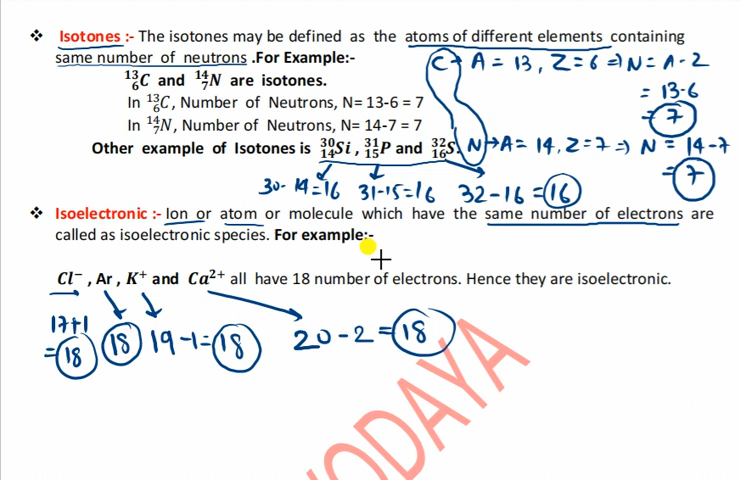 ❖ Isotones :- The isotones may be defined as the atoms of different elements containing
same number of neutrons .For Example:-
C → A = 13, Z = 6 ⇒ N = A - Z
¹³₆C and ¹⁴₇N are isotones.
= 13-6
In ¹³₆C, Number of Neutrons, N= 13-6 = 7
= 7
In ¹⁴₇N, Number of Neutrons, N= 14-7 = 7
Other example of Isotones is ³⁰₁₄Si , ³¹₁₅P and ³²₁₆S.
N → A = 14, Z = 7 ⇒ N = 14-7
= 7
30-14=16 31-15=16 32-16=16
❖ Isoelectronic :- Ion or atom or molecule which have the same number of electrons are
called as isoelectronic species. For example:-
Cl⁻ , Ar, K⁺ and Ca²⁺ all have 18 number of electrons. Hence they are isoelectronic.
17+1
= 18 18 19-1=18 20-2=18
ODAYA